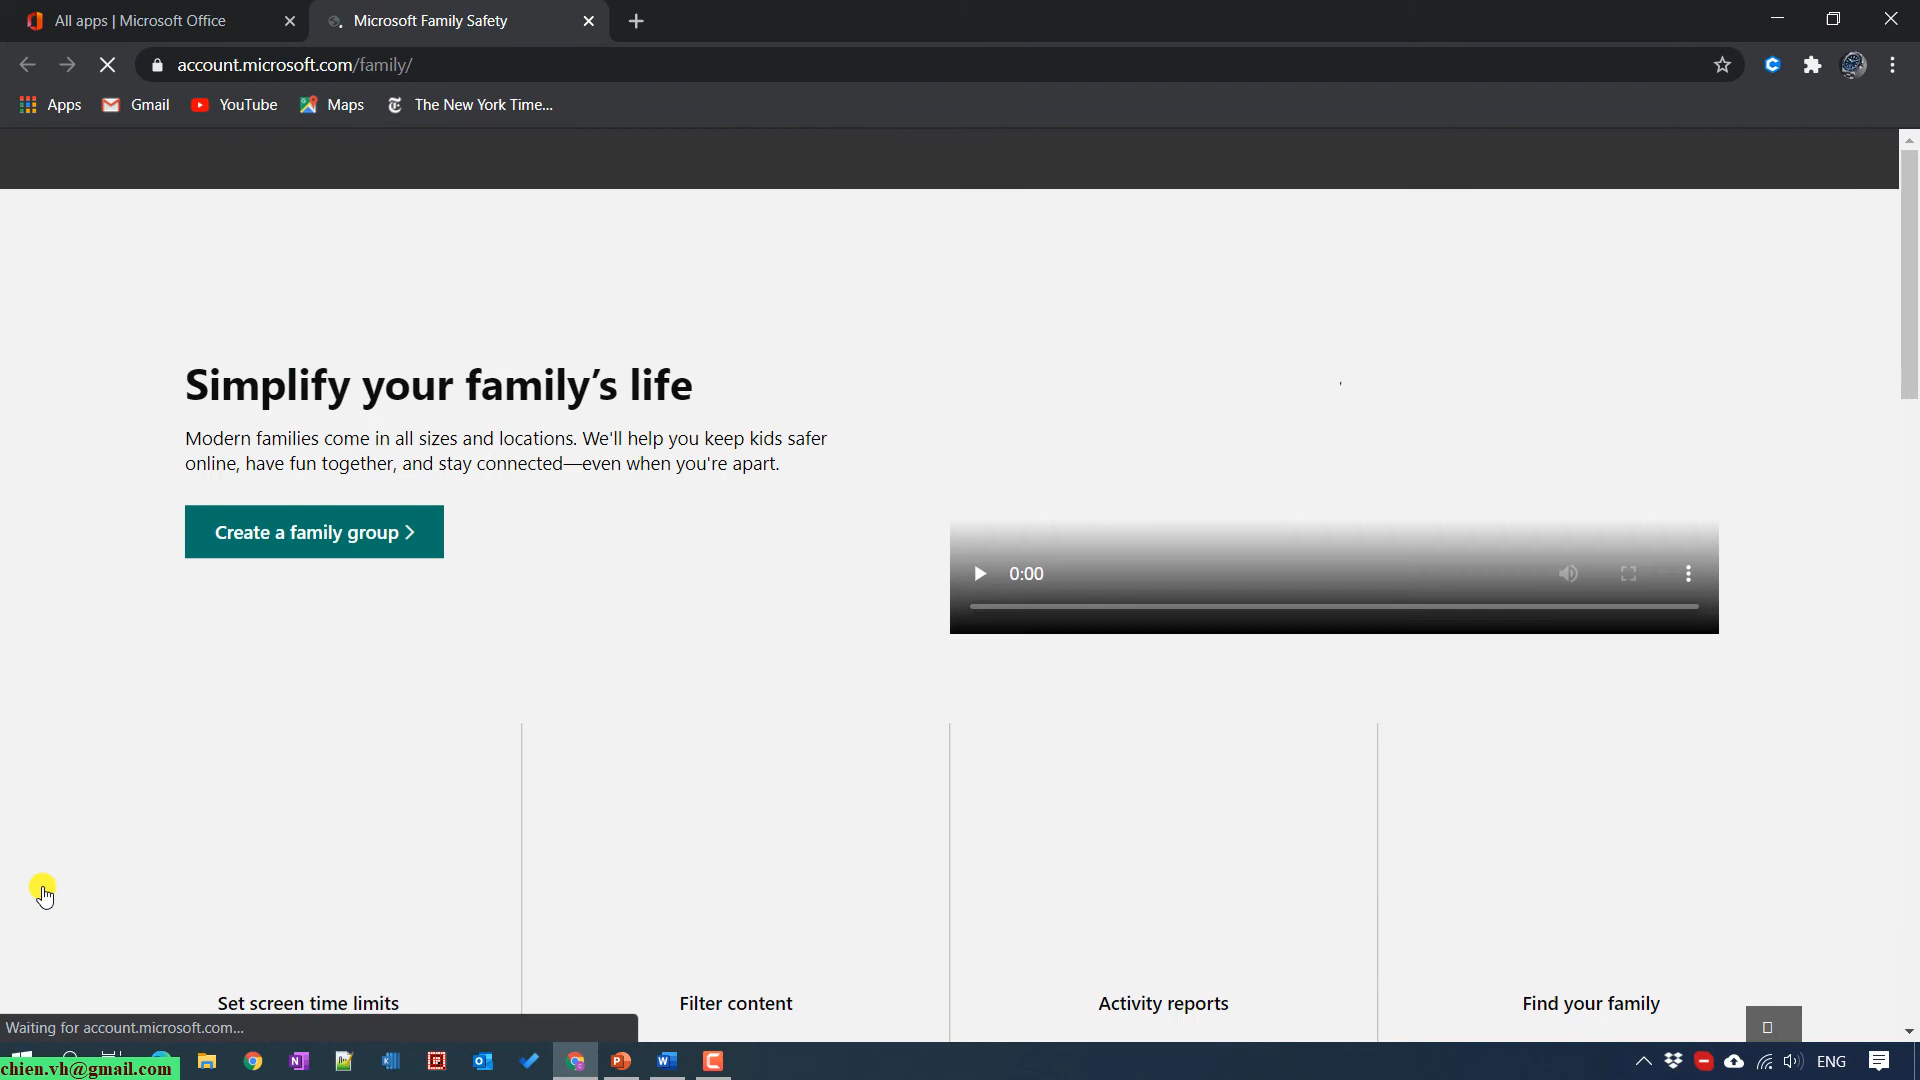 All apps | Microsoft Office
Microsoft Family Safety
account.microsoft.com/family/
Apps
Gmail
YouTube
Maps
The New York Time...
Simplify your family's life
Modern families come in all sizes and locations. We'll help you keep kids safer
online, have fun together, and stay connected—even when you're apart.
Create a family group
0:00
Set screen time limits
Filter content
Activity reports
Find your family
Waiting for account.microsoft.com...
chien.vh@gmail.com
ENG